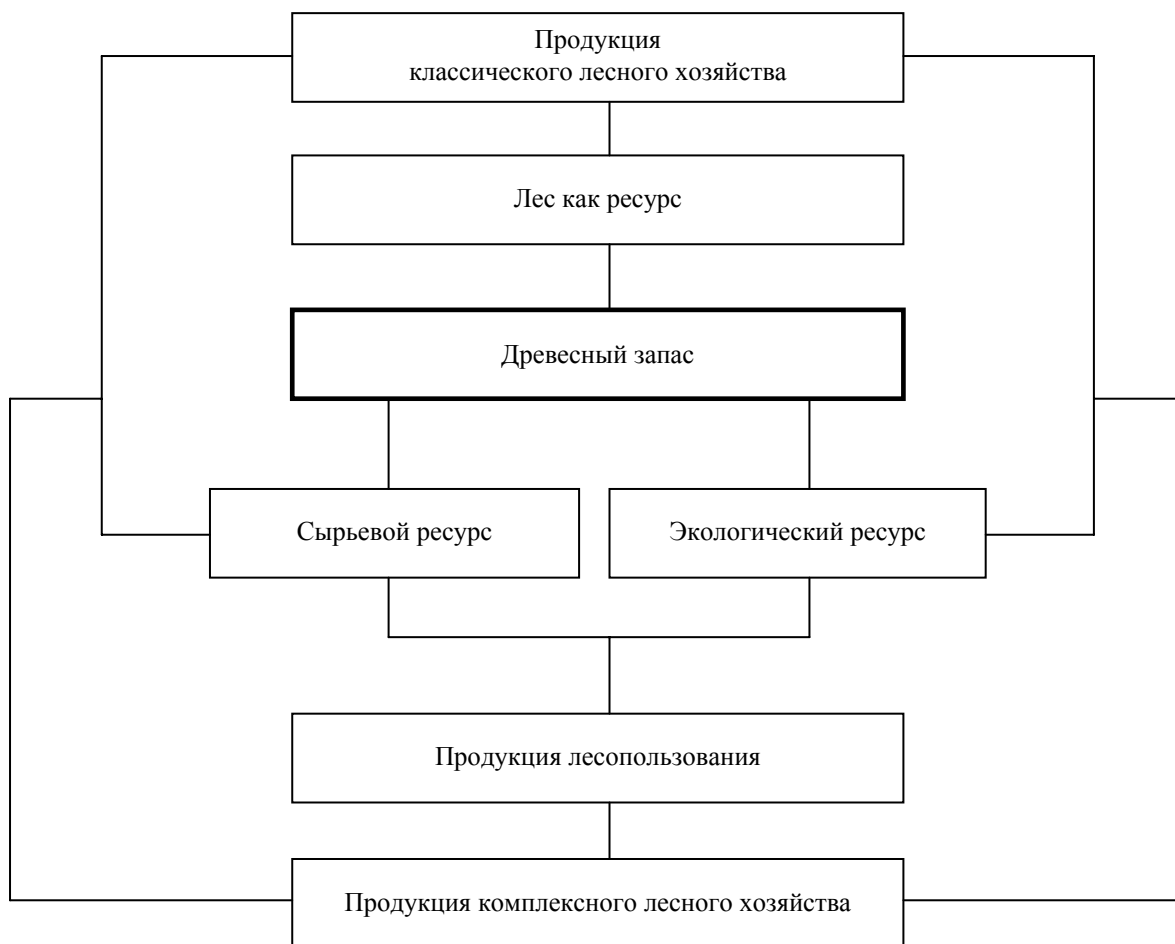 Продукция
классического лесного хозяйства
Лес как ресурс
Древесный запас
Сырьевой ресурс
Экологический ресурс
Продукция лесопользования
Продукция комплексного лесного хозяйства